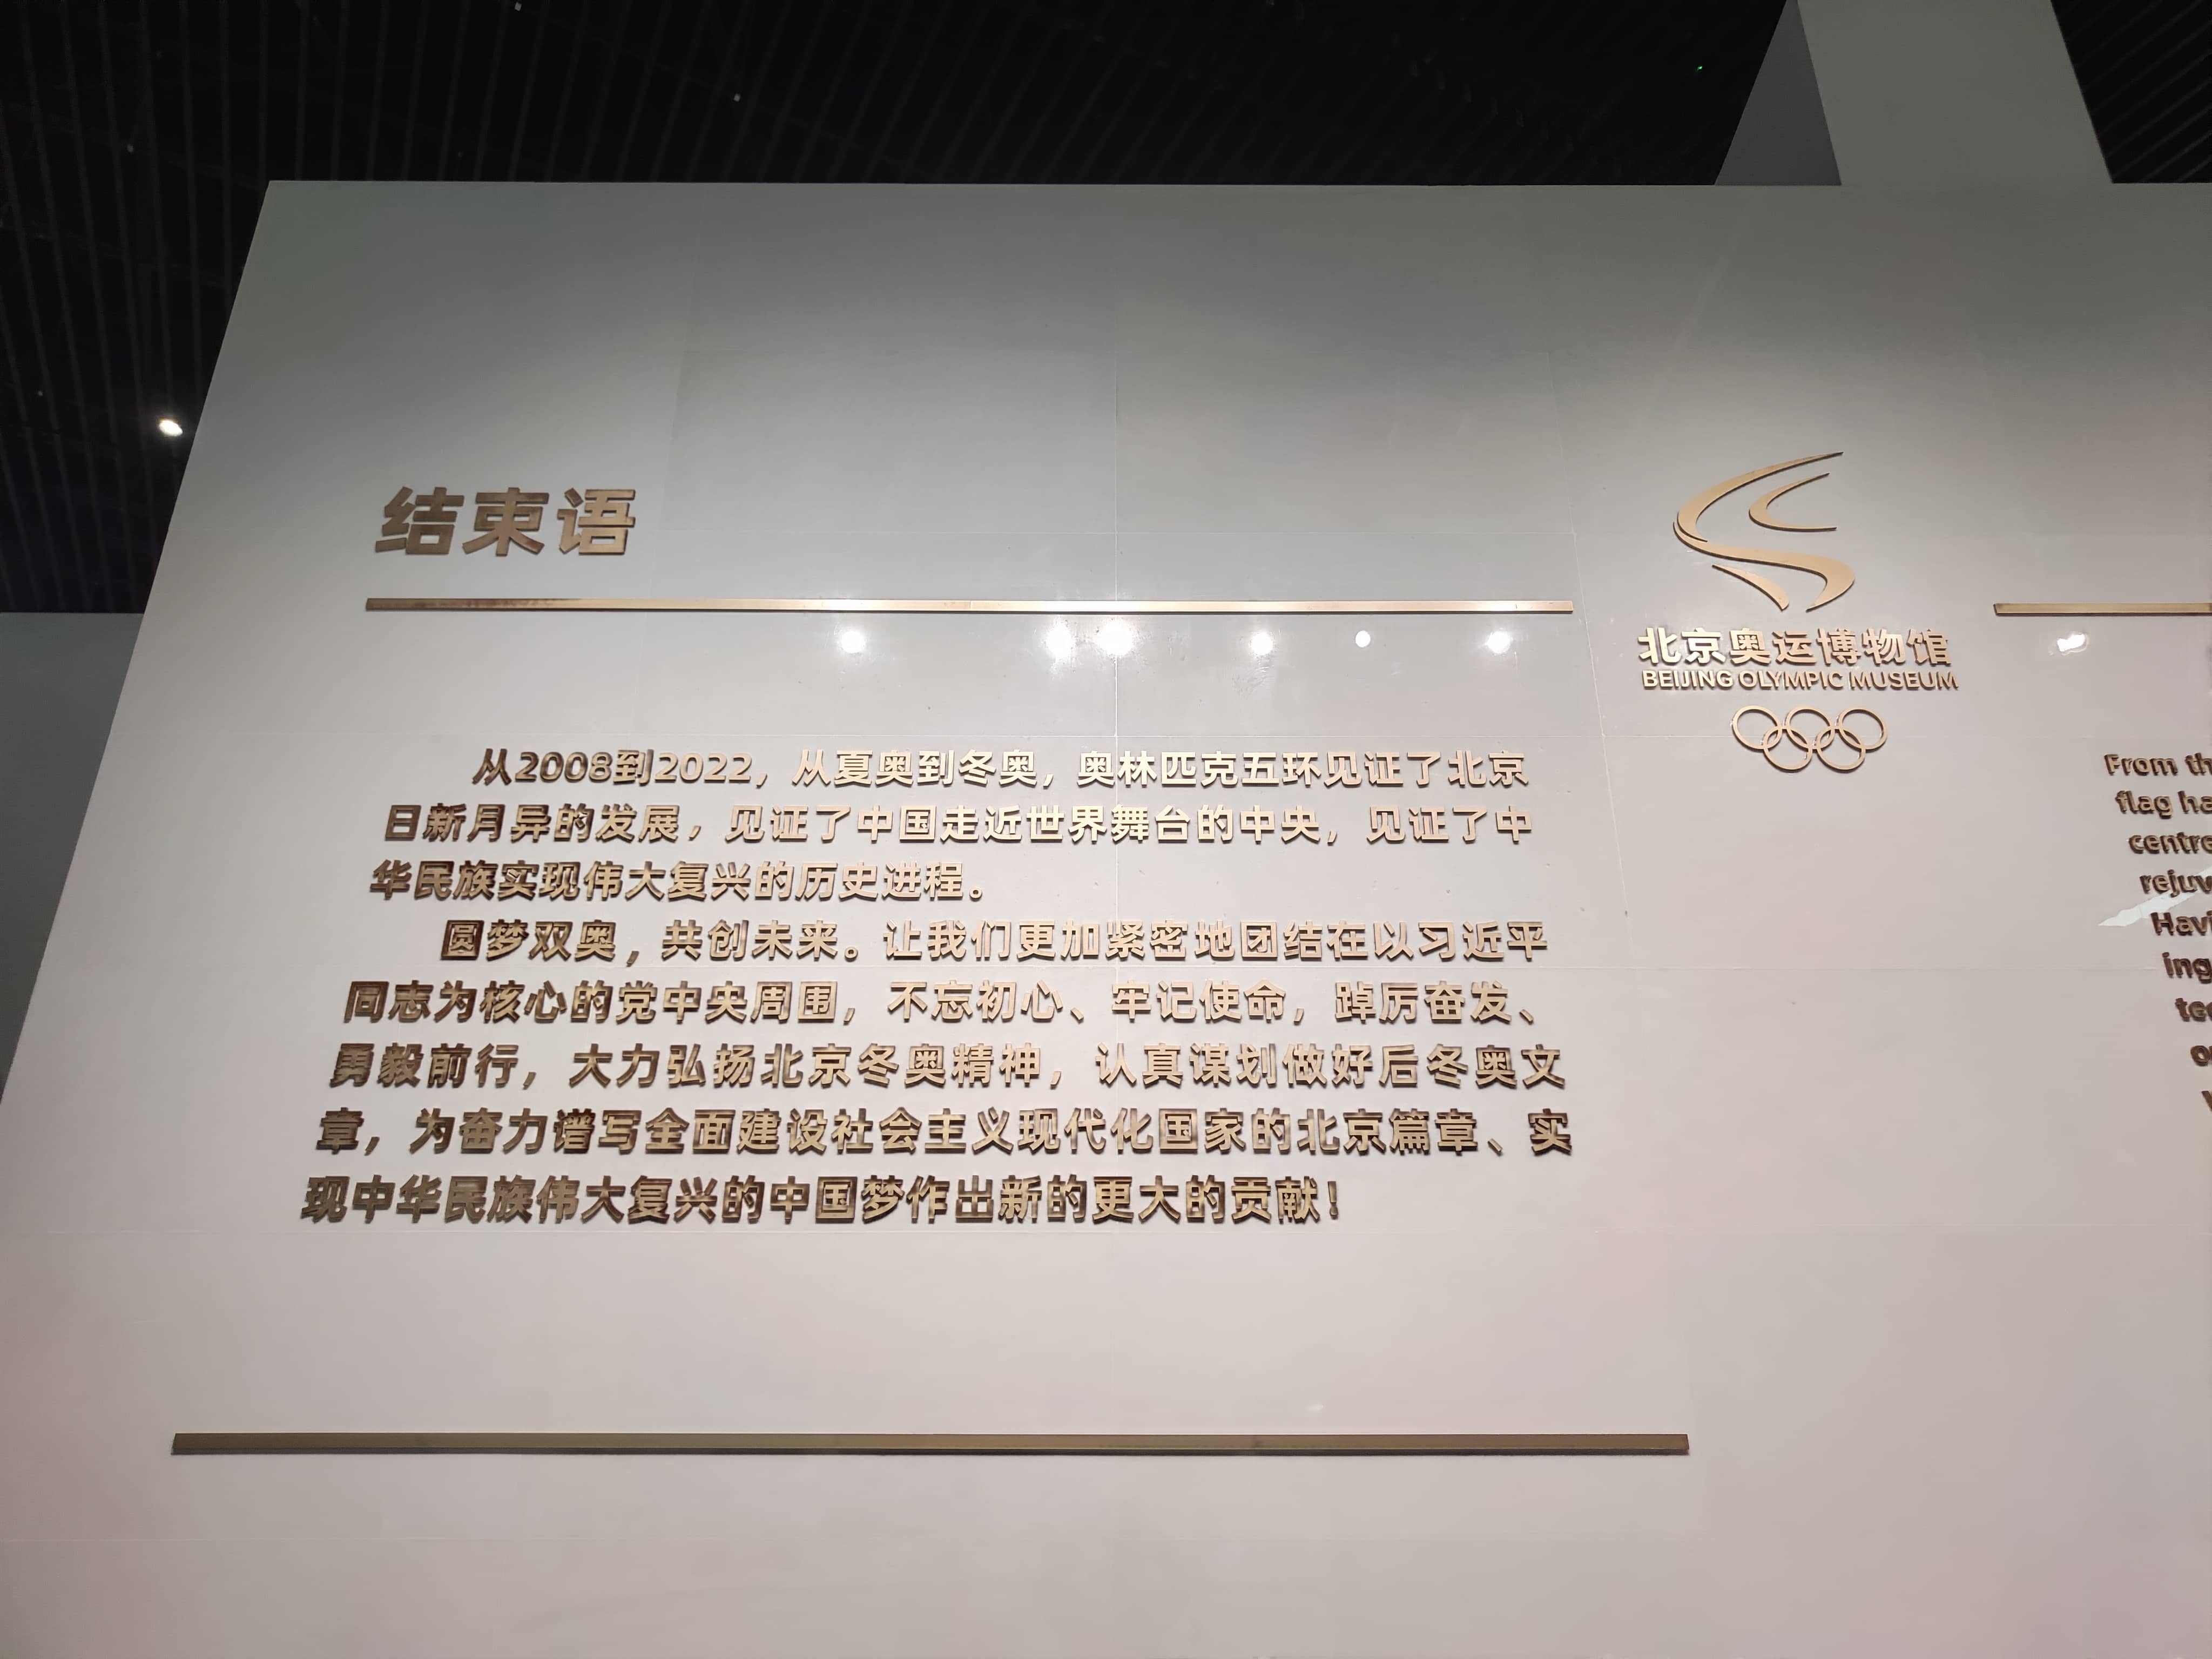 结束语
从2008到2022，从夏奥到冬奥，奥林匹克五环见证了北京
日新月异的发展，见证了中国走近世界舞台的中央，见证了中
华民族实现伟大复兴的历史进程。
圆梦双奥，共创未来。让我们更加紧密地团结在以习近平
同志为核心的党中央周围，不忘初心、牢记使命，踔厉奋发、
勇毅前行，大力弘扬北京冬奥精神，认真谋划做好后冬奥文
章，为奋力谱写全面建设社会主义现代化国家的北京篇章、实
现中华民族伟大复兴的中国梦作出新的更大的贡献！
北京奥运博物馆
BEIJING OLYMPIC MUSEUM
From th
flag ha
centre
rejuv
Havi
ing